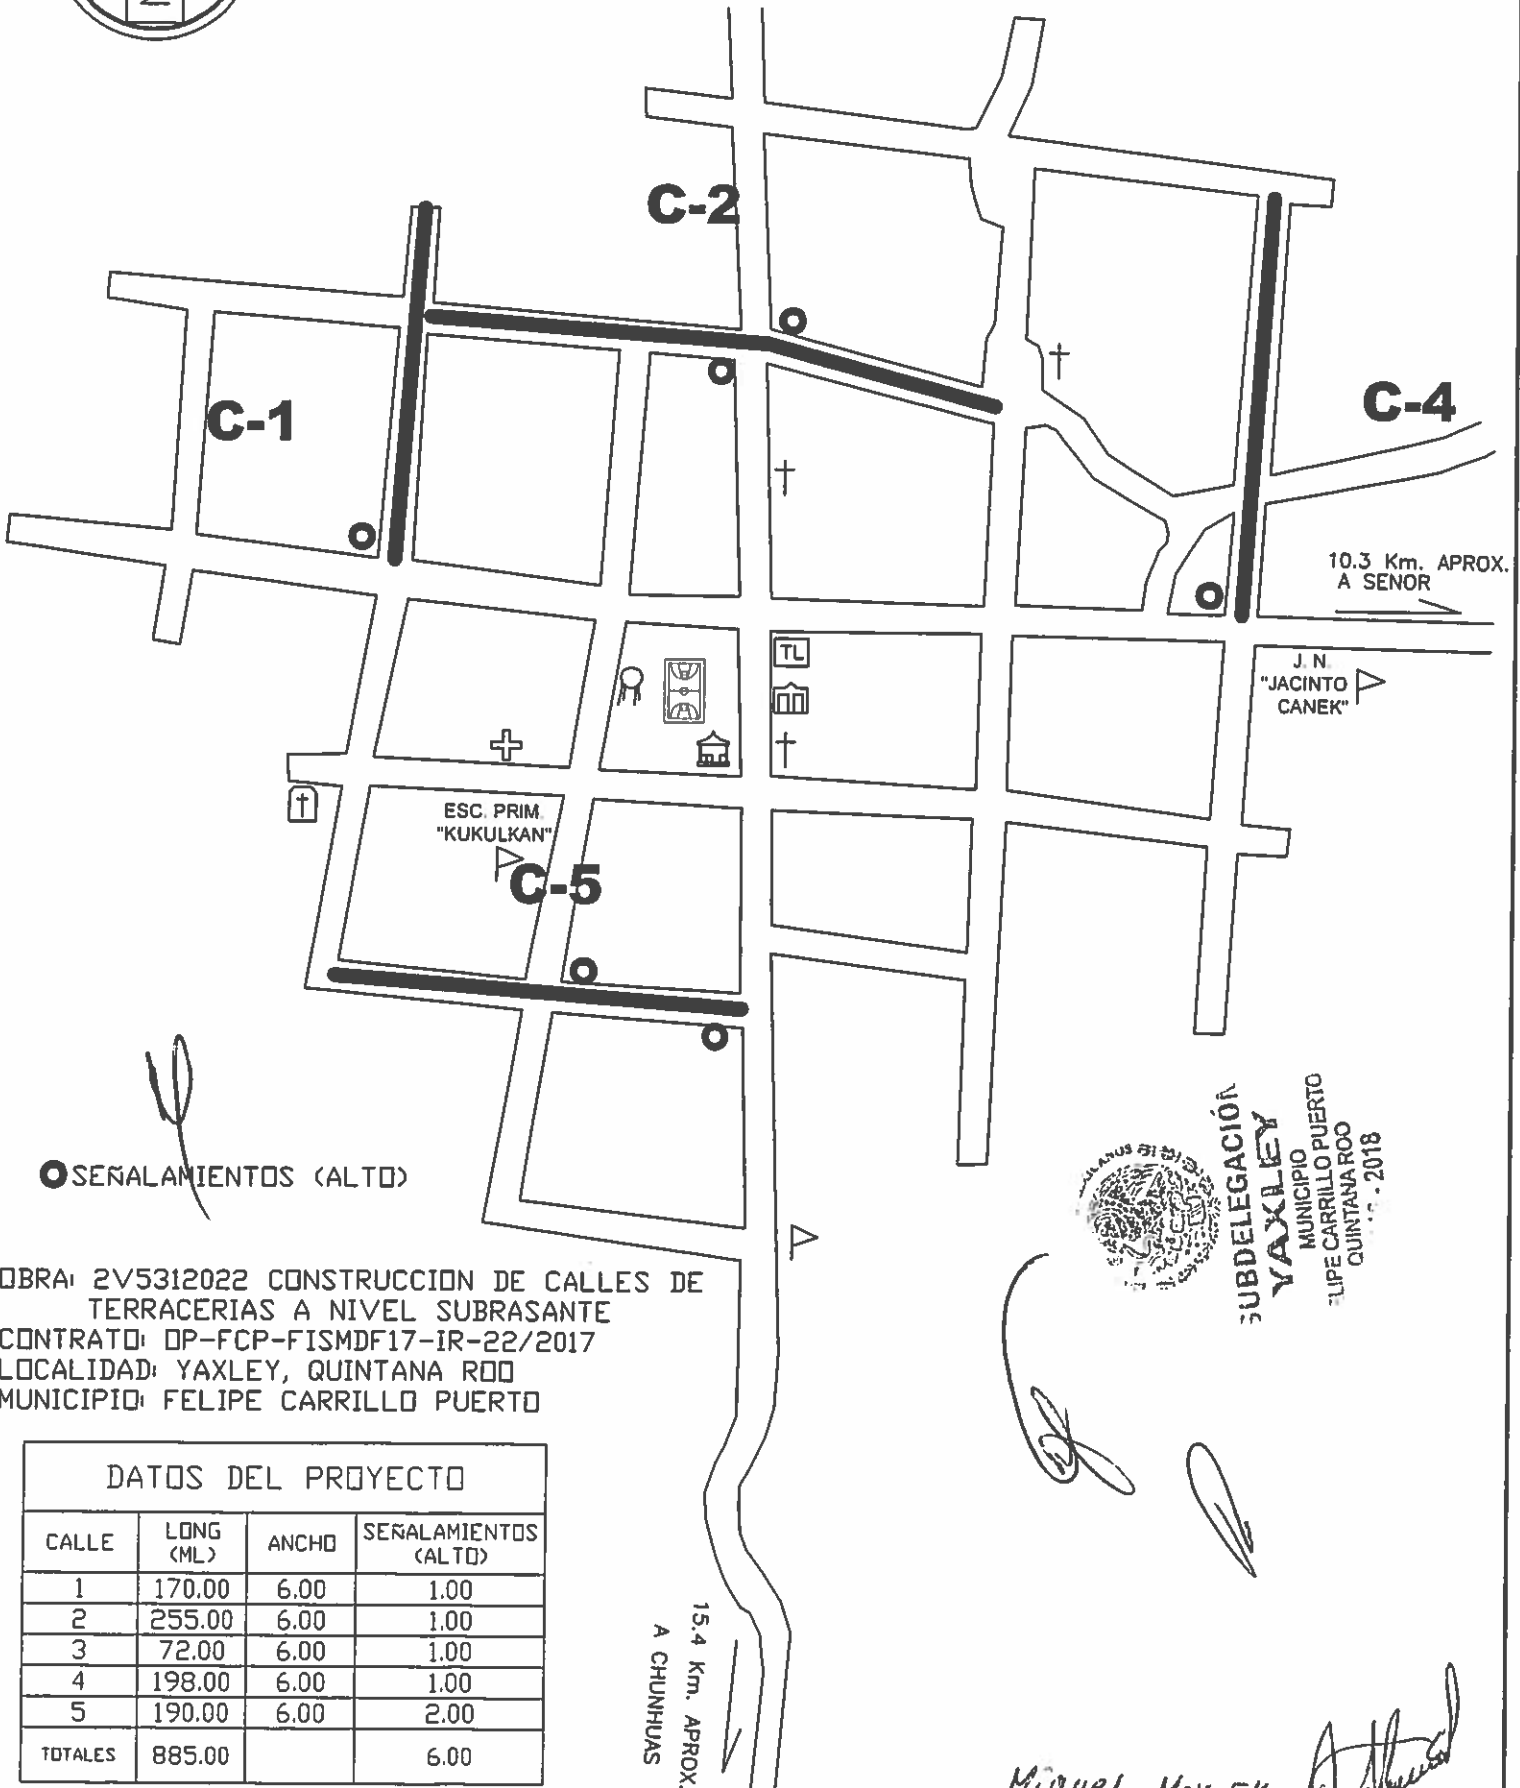 C-2
C-1
C-4
10.3 Km. APROX.
A SENOR
TL
J. N.
"JACINTO
CANEK"
ESC. PRIM.
"KUKULKAN"
C-5
SEÑALAMIENTOS (ALTO)
SUBDELEGACIÓN
YAXLEY
MUNICIPIO
FELIPE CARRILLO PUERTO
QUINTANA ROO
- 2018
OBRA: 2V5312022 CONSTRUCCION DE CALLES DE
TERRACERIAS A NIVEL SUBRASANTE
CONTRATO: OP-FCP-FISMDF17-IR-22/2017
LOCALIDAD: YAXLEY, QUINTANA ROO
MUNICIPIO: FELIPE CARRILLO PUERTO
DATOS DEL PROYECTO
CALLE LONG (ML) ANCHO SEÑALAMIENTOS (ALTO)
1 170.00 6.00 1.00
2 255.00 6.00 1.00
3 72.00 6.00 1.00
4 198.00 6.00 1.00
5 190.00 6.00 2.00
TOTALES 885.00 6.00
15.4 Km. APROX.
A CHUNHUAS
Miguel